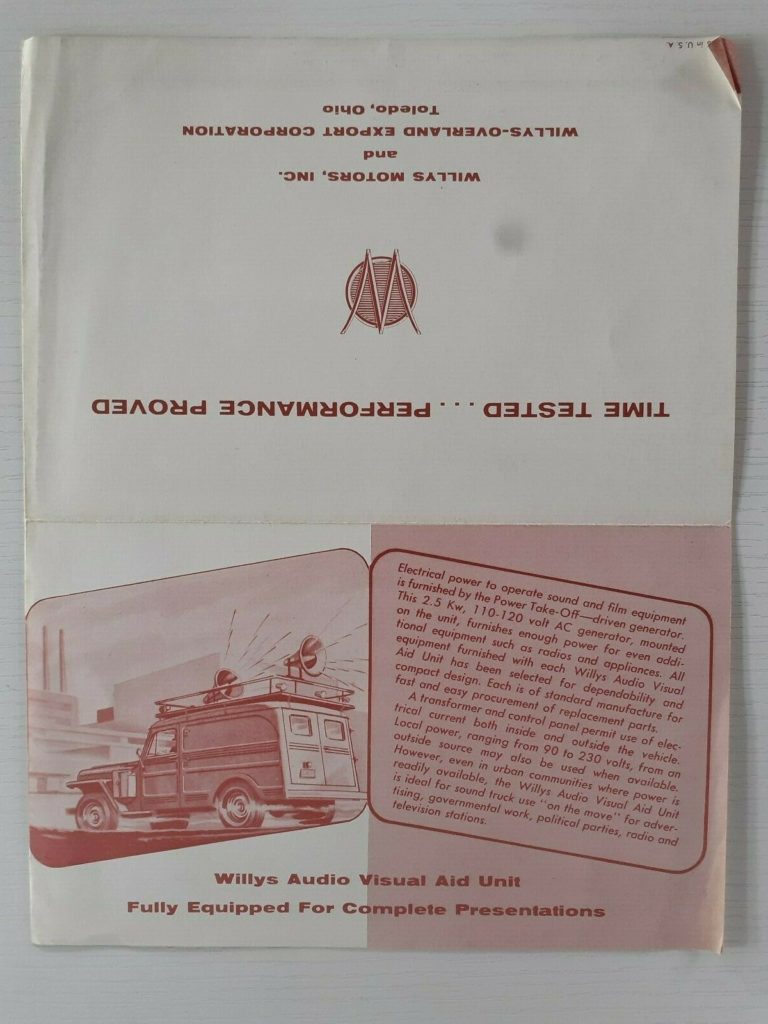 in U.S.A.
TIME TESTED . . . PERFORMANCE PROVED
WILLYS MOTORS, INC.
and
WILLYS-OVERLAND EXPORT CORPORATION
Toledo, Ohio
Electrical power to operate sound and film equipment
is furnished by the Power Take-Off—driven generator.
This 2.5 Kw, 110-120 volt AC generator, mounted
on the unit, furnishes enough power for even addi-
tional equipment such as radios and appliances. All
equipment furnished with each Willys Audio Visual
Aid Unit has been selected for dependability and
compact design. Each is of standard manufacture for
fast and easy procurement of replacement parts.
A transformer and control panel permit use of elec-
trical current both inside and outside the vehicle.
Local power, ranging from 90 to 230 volts, from an
outside source may also be used when available.
However, even in urban communities where power is
readily available, the Willys Audio Visual Aid Unit
is ideal for sound truck use "on the move" for adver-
tising, governmental work, political parties, radio and
television stations.
Willys Audio Visual Aid Unit
Fully Equipped For Complete Presentations